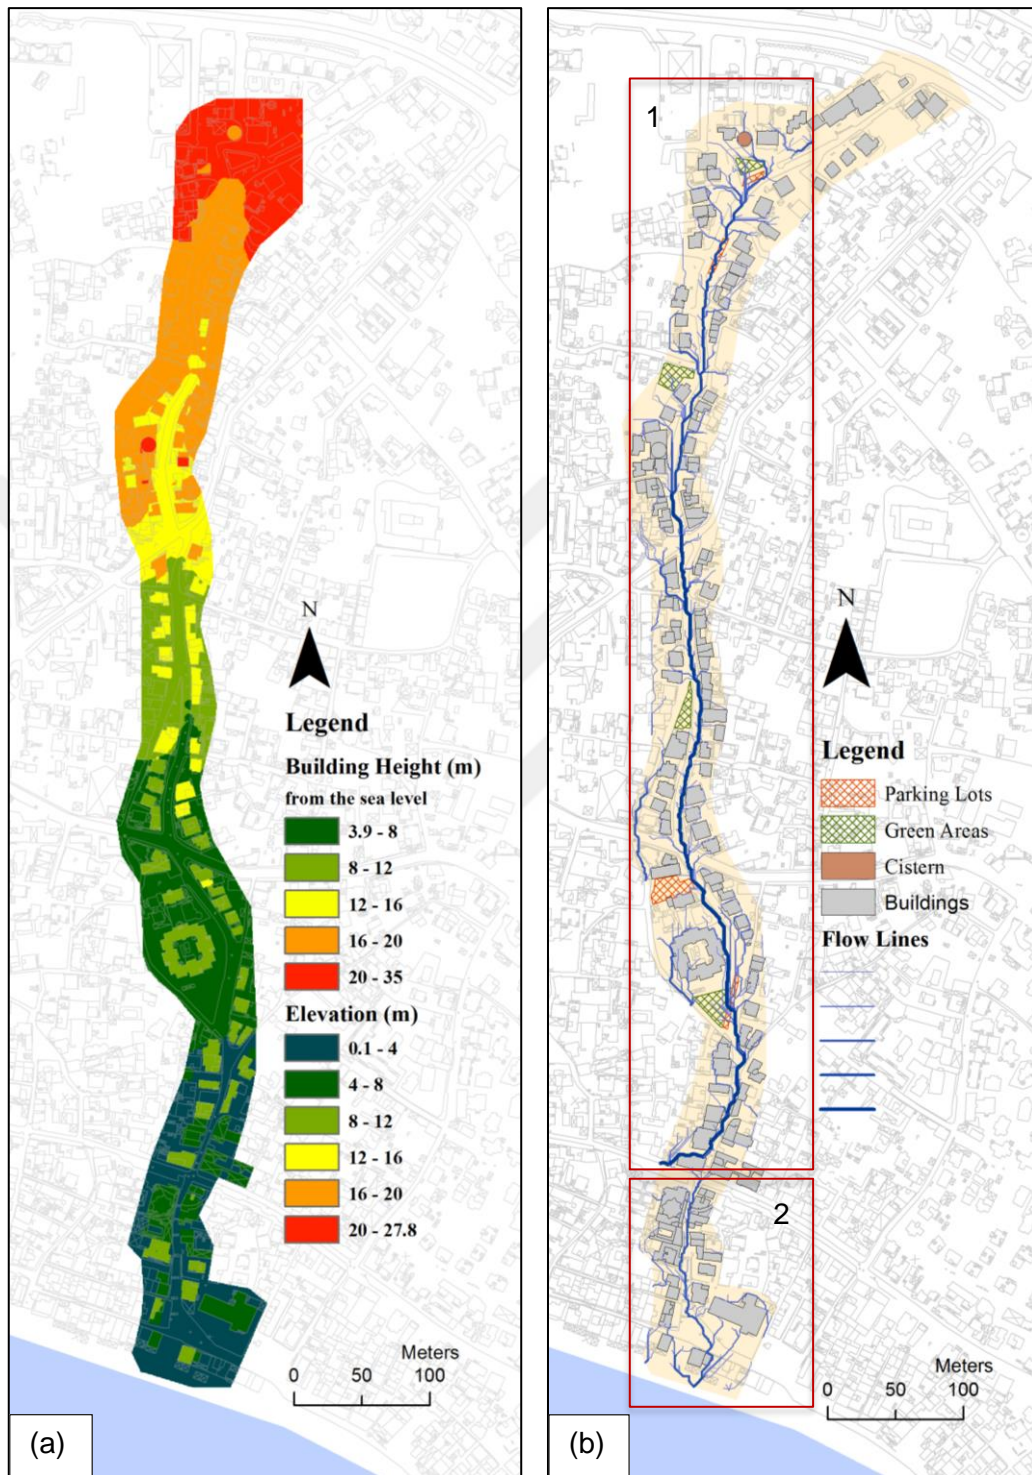 N
Legend
Building Height (m)
from the sea level
3.9 - 8
8 - 12
12 - 16
16 - 20
20 - 35
Elevation (m)
0.1 - 4
4 - 8
8 - 12
12 - 16
16 - 20
20 - 27.8
Meters
0 50 100
(a)
1
N
Legend
Parking Lots
Green Areas
Cistern
Buildings
Flow Lines
2
Meters
0 50 100
(b)